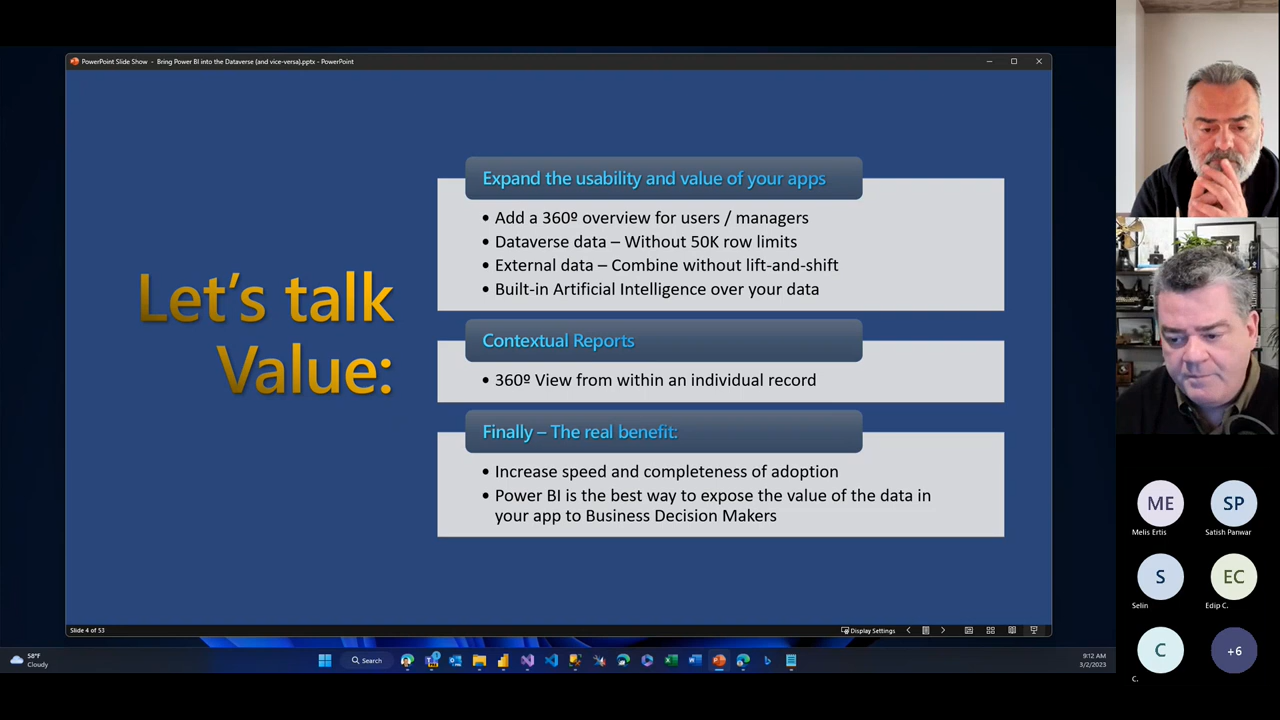 PowerPoint Slide Show - Bring Power BI into the Dataverse (and vice-versa).pptx - PowerPoint
Let's talk
Value:
Expand the usability and value of your apps
• Add a 360º overview for users / managers
• Dataverse data – Without 50K row limits
• External data – Combine without lift-and-shift
• Built-in Artificial Intelligence over your data
Contextual Reports
• 360º View from within an individual record
Finally – The real benefit:
• Increase speed and completeness of adoption
• Power BI is the best way to expose the value of the data in
your app to Business Decision Makers
Slide 4 of 53
Display Settings
58°F
Cloudy
Search
9:12 AM
3/2/2023
ME
Melis Ertis
SP
Satish Panwar
S
Selin
EC
Edip C.
C
C.
+6